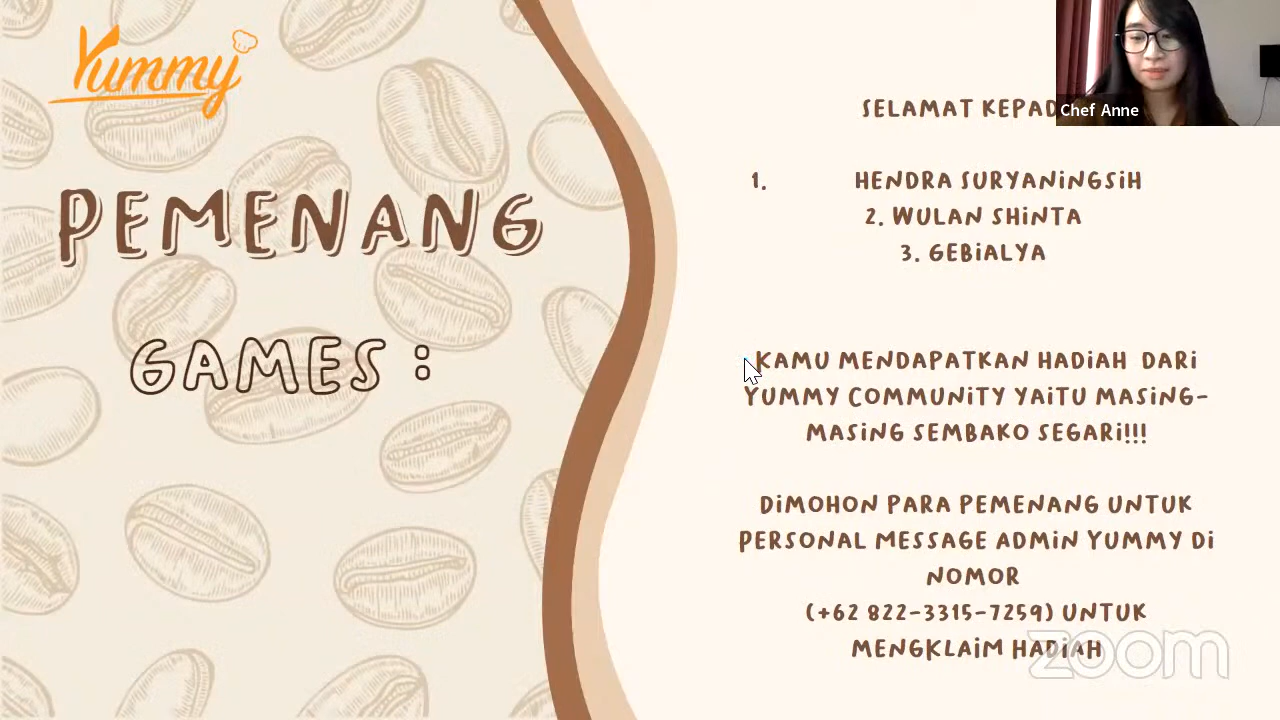 Yummy
PEMENANG
GAMES :
SELAMAT KEPAD
1. HENDRA SURYANINGSIH
2. WULAN SHINTA
3. GEBIALYA
KAMU MENDAPATKAN HADIAH DARI
YUMMY COMMUNITY YAITU MASING-
MASING SEMBAKO SEGARI!!!
DIMOHON PARA PEMENANG UNTUK
PERSONAL MESSAGE ADMIN YUMMY DI
NOMOR
(+62 822-3315-7259) UNTUK
MENGKLAIM HADIAH
Chef Anne
zoom